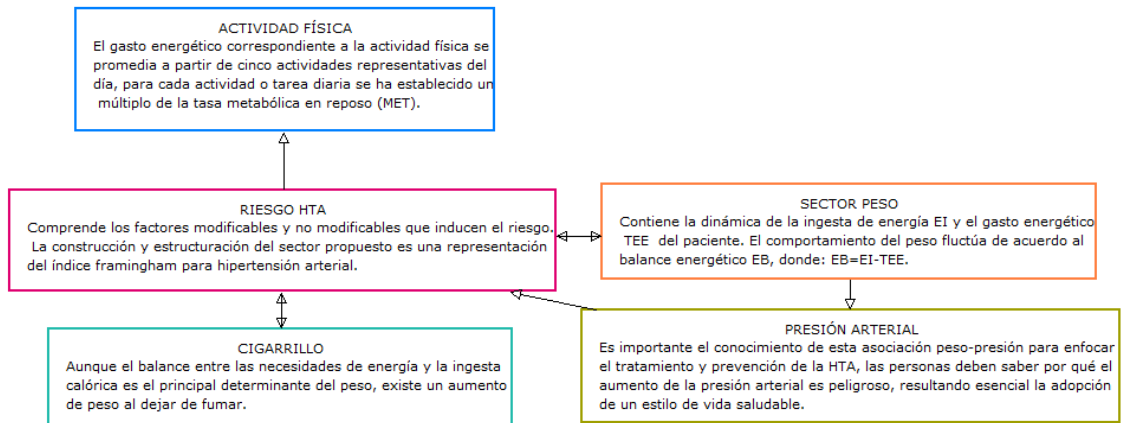 ACTIVIDAD FÍSICA
El gasto energético correspondiente a la actividad física se
promedia a partir de cinco actividades representativas del
día, para cada actividad o tarea diaria se ha establecido un
múltiplo de la tasa metabólica en reposo (MET).
RIESGO HTA
Comprende los factores modificables y no modificables que inducen el riesgo.
La construcción y estructuración del sector propuesto es una representación
del índice framingham para hipertensión arterial.
SECTOR PESO
Contiene la dinámica de la ingesta de energía EI y el gasto energético
TEE del paciente. El comportamiento del peso fluctúa de acuerdo al
balance energético EB, donde: EB=EI-TEE.
CIGARRILLO
Aunque el balance entre las necesidades de energía y la ingesta
calórica es el principal determinante del peso, existe un aumento
de peso al dejar de fumar.
PRESIÓN ARTERIAL
Es importante el conocimiento de esta asociación peso-presión para enfocar
el tratamiento y prevención de la HTA, las personas deben saber por qué el
aumento de la presión arterial es peligroso, resultando esencial la adopción
de un estilo de vida saludable.